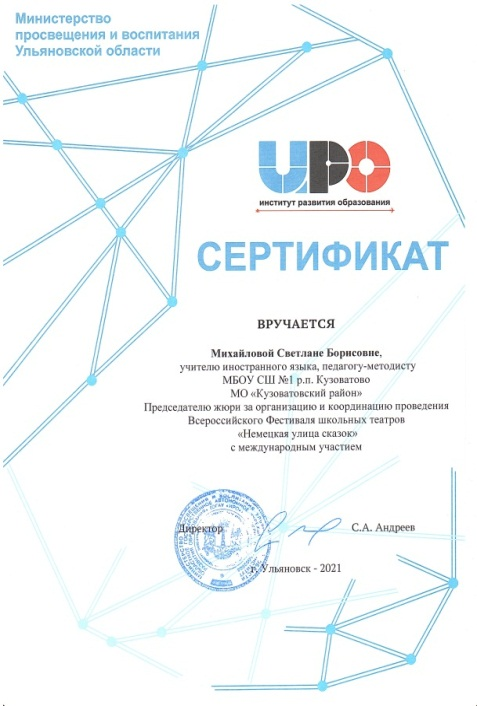 Министерство
просвещения и воспитания
Ульяновской области
ИРО
институт развития образования
СЕРТИФИКАТ
ВРУЧАЕТСЯ
Михайловой Светлане Борисовне,
учителю иностранного языка, педагогу-методисту
МБОУ СШ №1 р.п. Кузоватово
МО «Кузоватовский район»
Председателю жюри за организацию и координацию проведения
Всероссийского Фестиваля школьных театров
«Немецкая улица сказок»
с международным участием
Директор
С.А. Андреев
г. Ульяновск - 2021